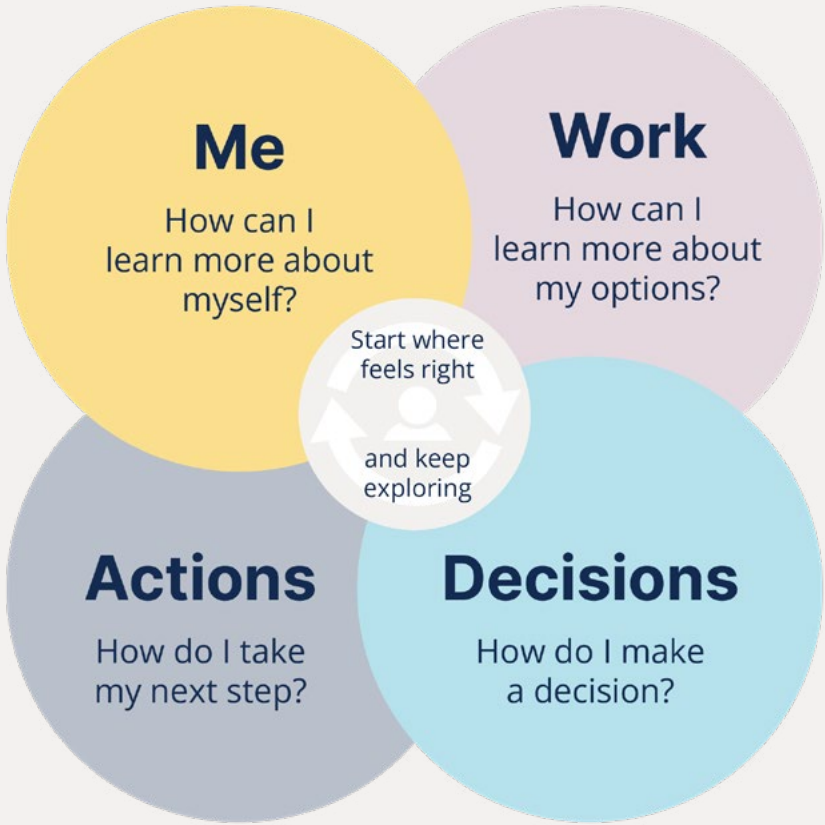 Me
How can I
learn more about
myself?
Work
How can I
learn more about
my options?
Start where
feels right
and keep
exploring
Actions
How do I take
my next step?
Decisions
How do I make
a decision?